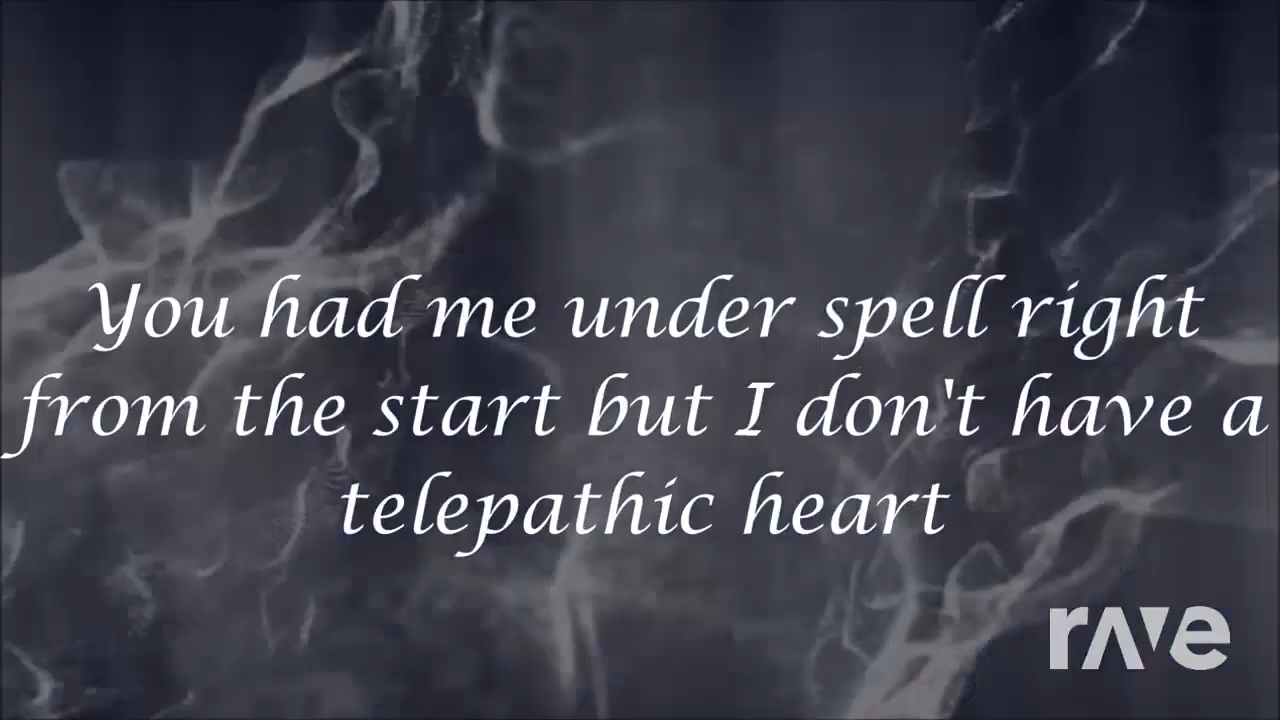 You had me under spell right
from the start but I don't have a
telepathic heart
rave